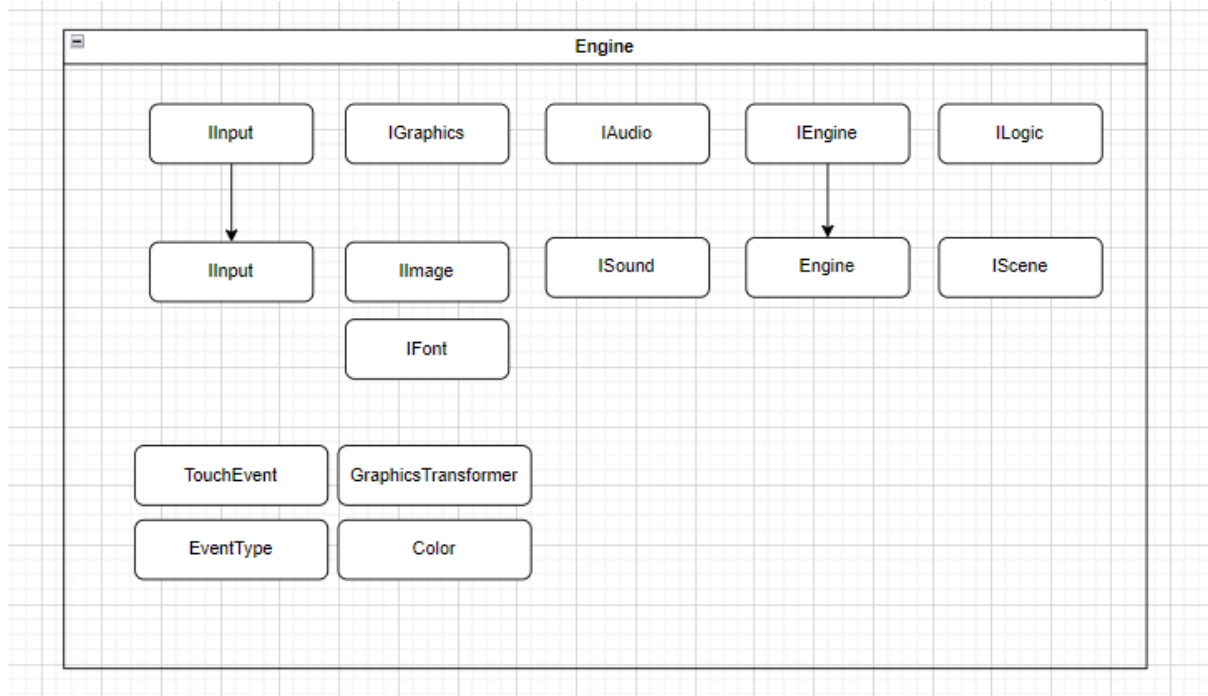 Engine
IInput
IGraphics
IAudio
IEngine
ILogic
IInput
IImage
ISound
Engine
IScene
IFont
TouchEvent
GraphicsTransformer
EventType
Color